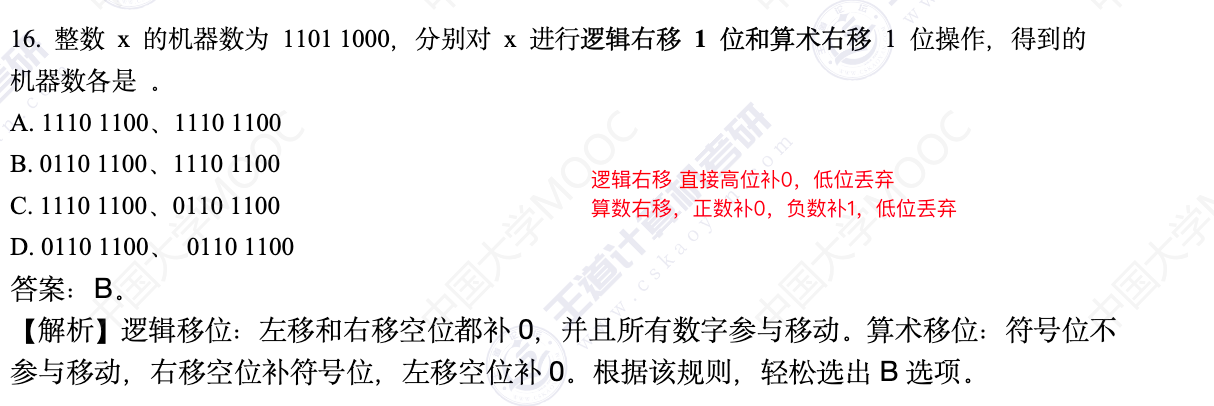 16. 整数 x 的机器数为 1101 1000，分别对 x 进行逻辑右移 1 位和算术右移 1 位操作，得到的
机器数各是 。
A. 1110 1100、1110 1100
B. 0110 1100、1110 1100
C. 1110 1100、0110 1100
D. 0110 1100、 0110 1100
逻辑右移 直接高位补0，低位丢弃
算数右移，正数补0，负数补1，低位丢弃
答案：B。
【解析】逻辑移位：左移和右移空位都补 0，并且所有数字参与移动。算术移位：符号位不
参与移动，右移空位补符号位，左移空位补 0。根据该规则，轻松选出 B 选项。
中国大学MOOC
王道计算机考研
www.cskaoyan.com